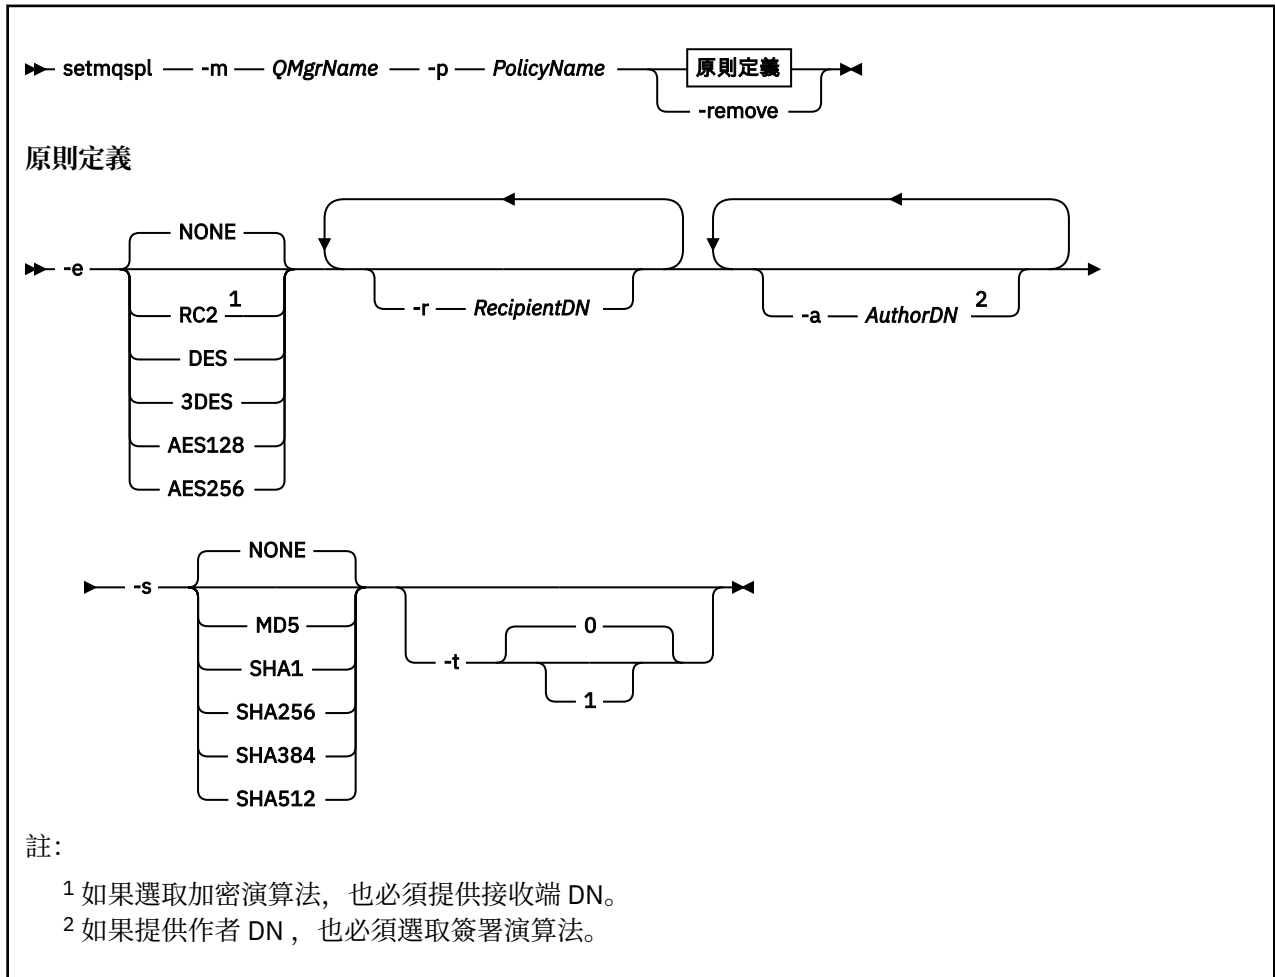 setmqspl -m QMgrName -p PolicyName 原則定義
-remove
原則定義
NONE
-e
RC2 1
DES
3DES
AES128
AES256
-r RecipientDN
-a AuthorDN 2
NONE
-s
MD5
SHA1
SHA256
SHA384
SHA512
0
-t
1
註：
1 如果選取加密演算法，也必須提供接收端 DN。
2 如果提供作者 DN ，也必須選取簽署演算法。